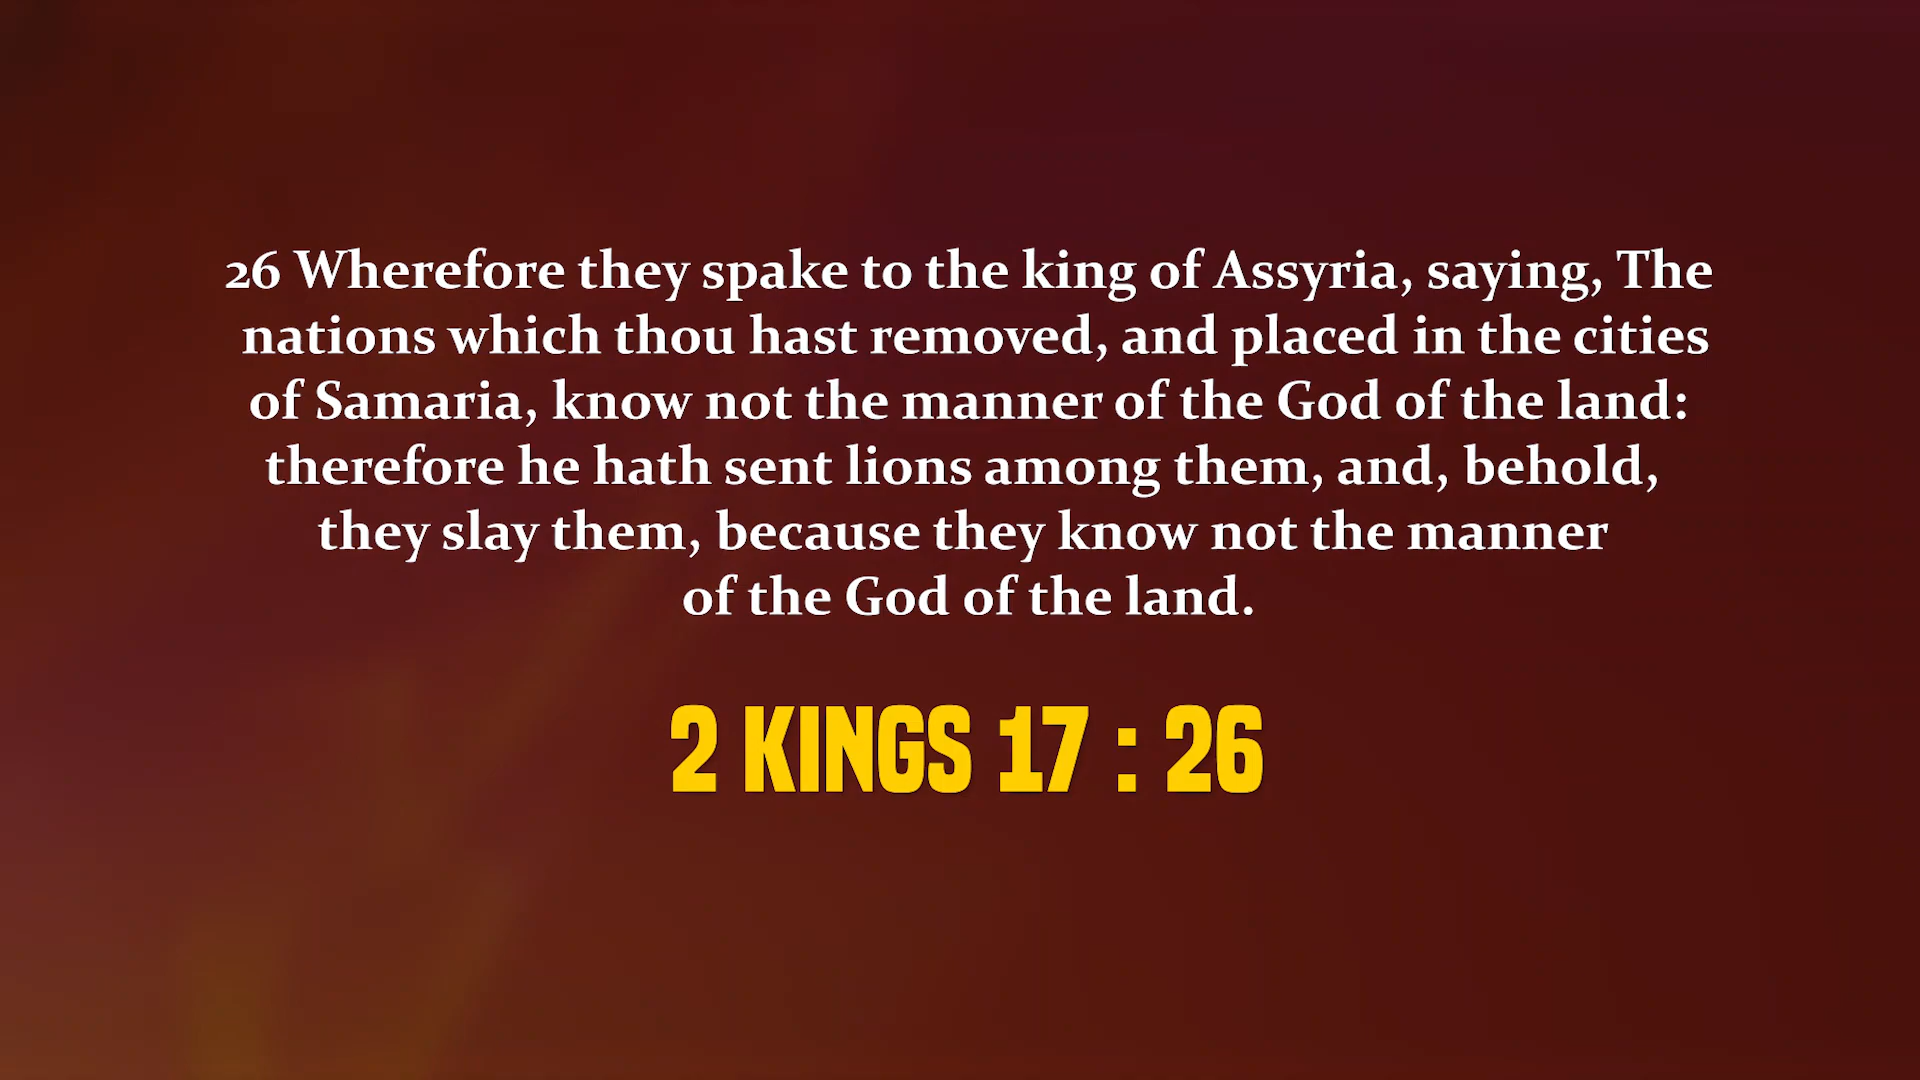 26 Wherefore they spake to the king of Assyria, saying, The
nations which thou hast removed, and placed in the cities
of Samaria, know not the manner of the God of the land:
therefore he hath sent lions among them, and, behold,
they slay them, because they know not the manner
of the God of the land.
2 KINGS 17 : 26